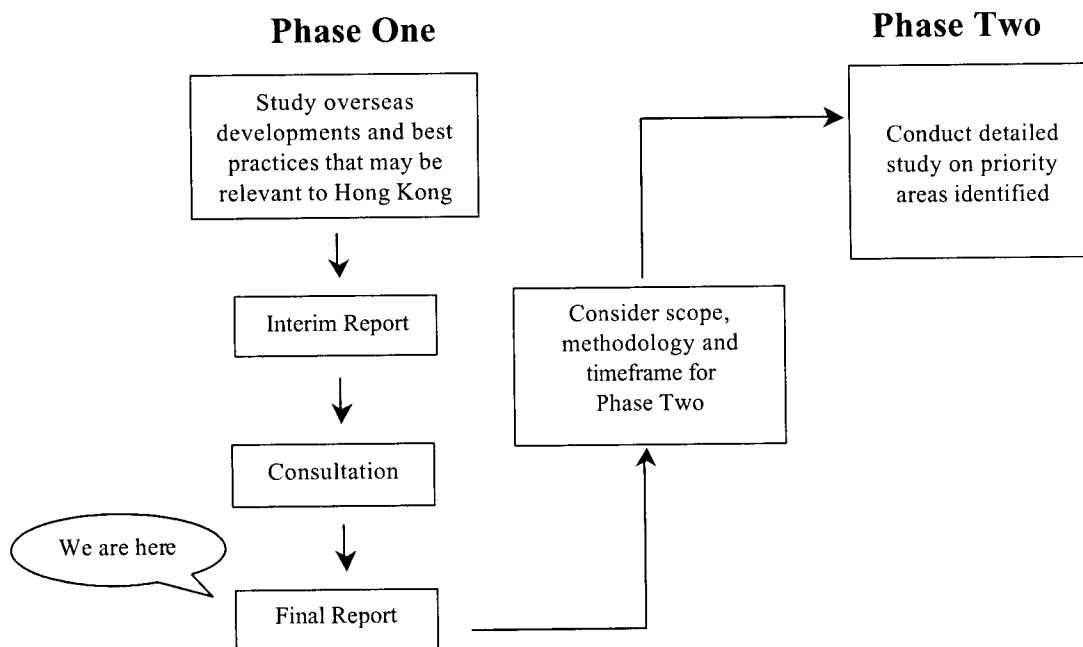 Phase One
Study overseas
developments and best
practices that may be
relevant to Hong Kong
Interim Report
Consultation
We are here
Final Report
Consider scope,
methodology and
timeframe for
Phase Two
Phase Two
Conduct detailed
study on priority
areas identified